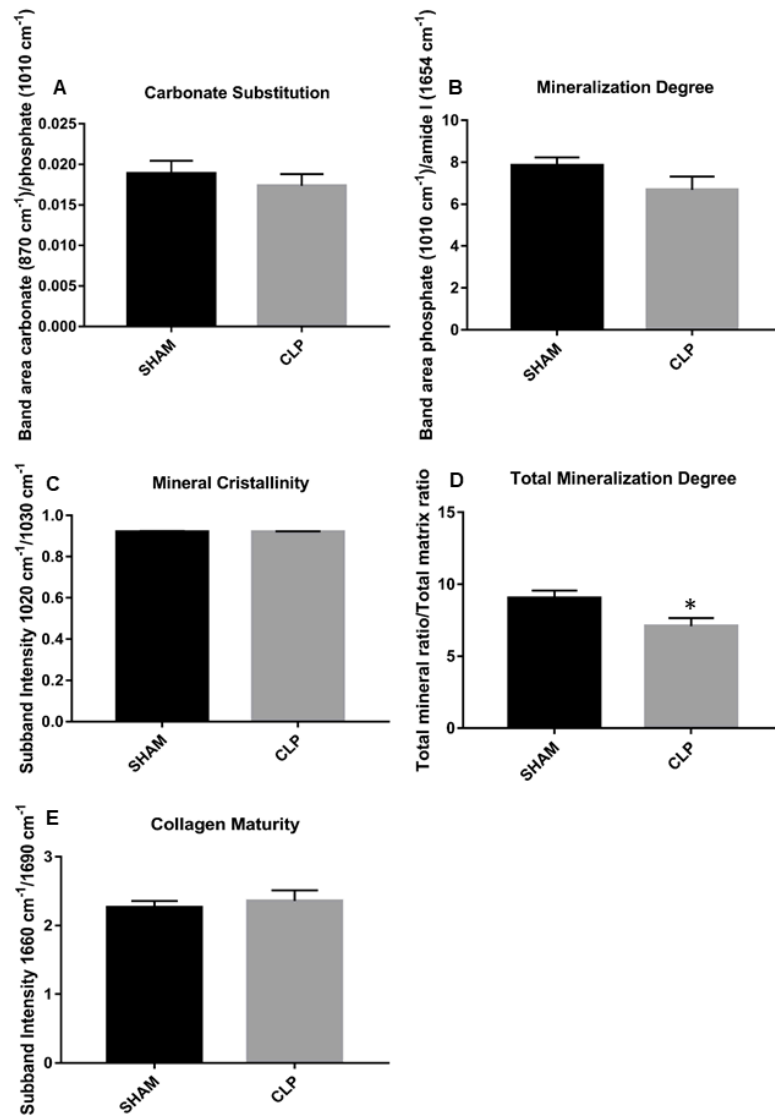 A
Carbonate Substitution
Band area carbonate (870 cm⁻¹)/phosphate (1010 cm⁻¹)
0.025
0.020
0.015
0.010
0.005
0.000
SHAM
CLP
B
Mineralization Degree
Band area phosphate (1010 cm⁻¹)/amide I (1654 cm⁻¹)
10
8
6
4
2
0
SHAM
CLP
C
Mineral Cristallinity
Subband Intensity 1020 cm⁻¹/1030 cm⁻¹
1.0
0.8
0.6
0.4
0.2
0.0
SHAM
CLP
D
Total Mineralization Degree
Total mineral ratio/Total matrix ratio
15
10
5
0
*
SHAM
CLP
E
Collagen Maturity
Subband Intensity 1660 cm⁻¹/1690 cm⁻¹
3
2
1
0
SHAM
CLP